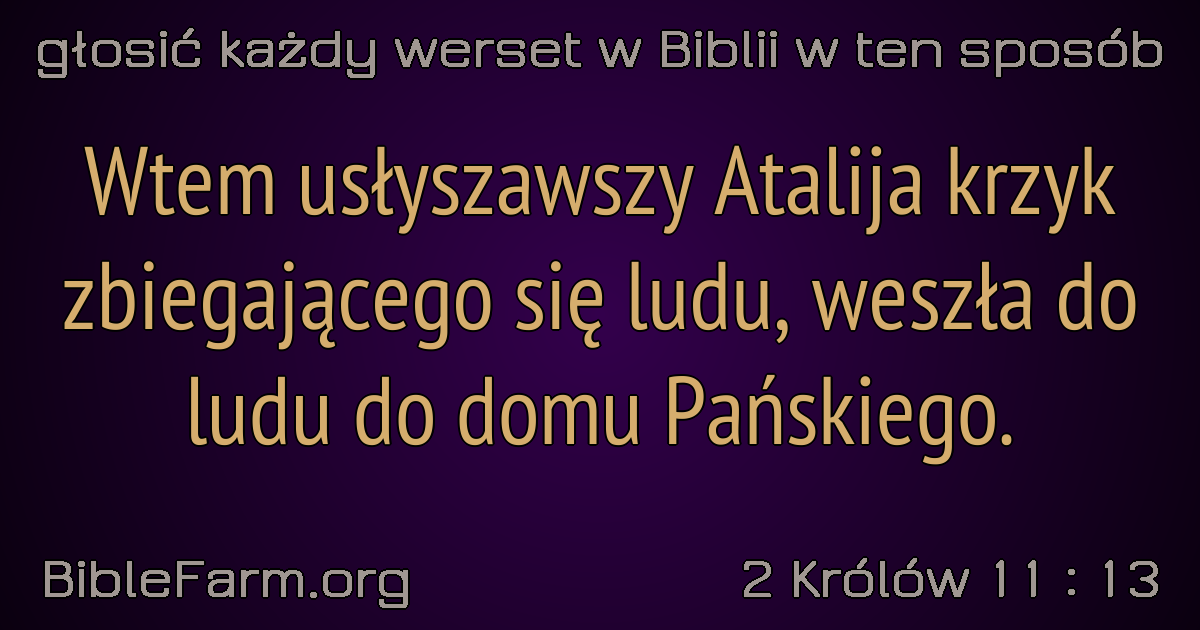 głosić każdy werset w Biblii w ten sposób
Wtem usłyszawszy Atalija krzyk
zbiegającego się ludu, weszła do
ludu do domu Pańskiego.
BibleFarm.org
2 Królów 11 : 13